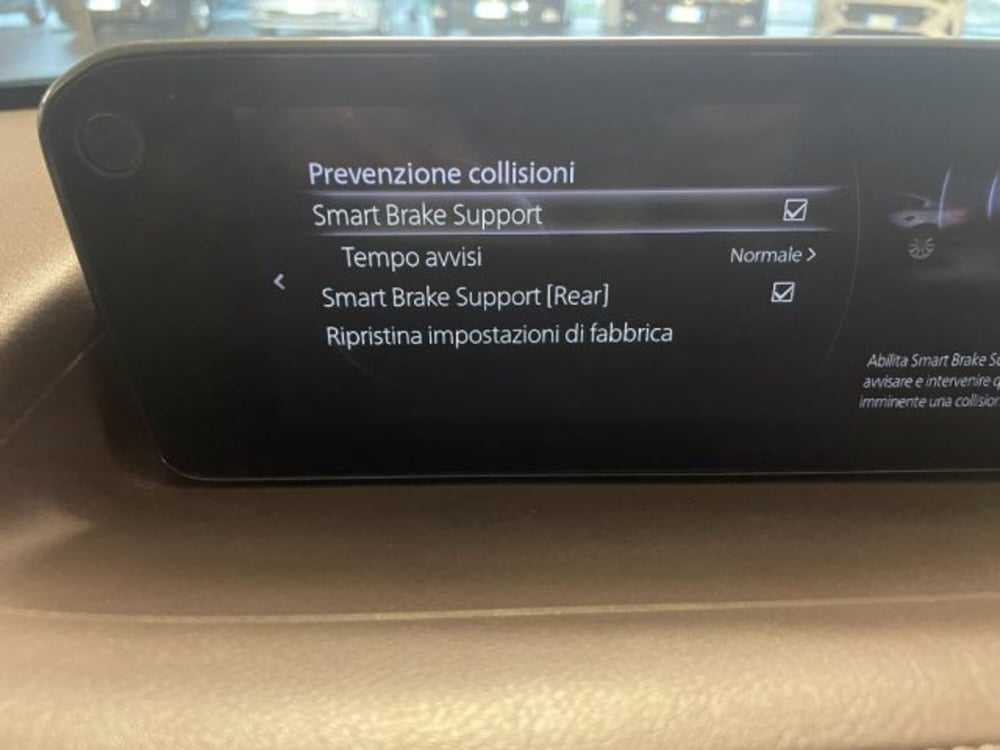 Prevenzione collisioni
Smart Brake Support
Tempo avvisi
Normale >
Smart Brake Support [Rear]
Ripristina impostazioni di fabbrica
Abilita Smart Brake
avvisare e intervenire
imminente una